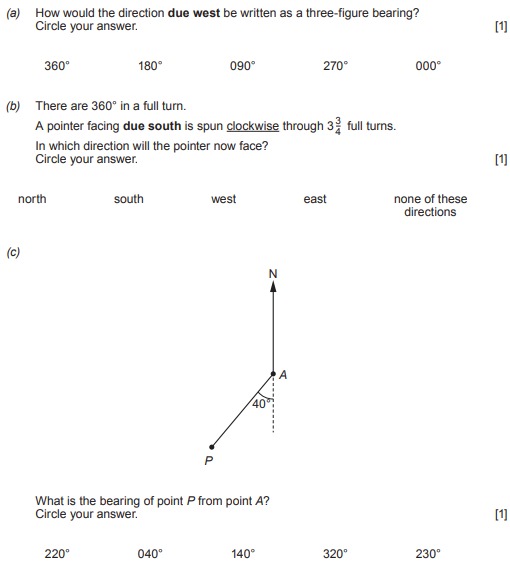 (a) How would the direction due west be written as a three-figure bearing?
Circle your answer. [1]
360° 180° 090° 270° 000°
(b) There are 360° in a full turn.
A pointer facing due south is spun clockwise through 3 3/4 full turns.
In which direction will the pointer now face?
Circle your answer. [1]
north south west east none of these
directions
(c)
N
A
40°
P
What is the bearing of point P from point A?
Circle your answer. [1]
220° 040° 140° 320° 230°